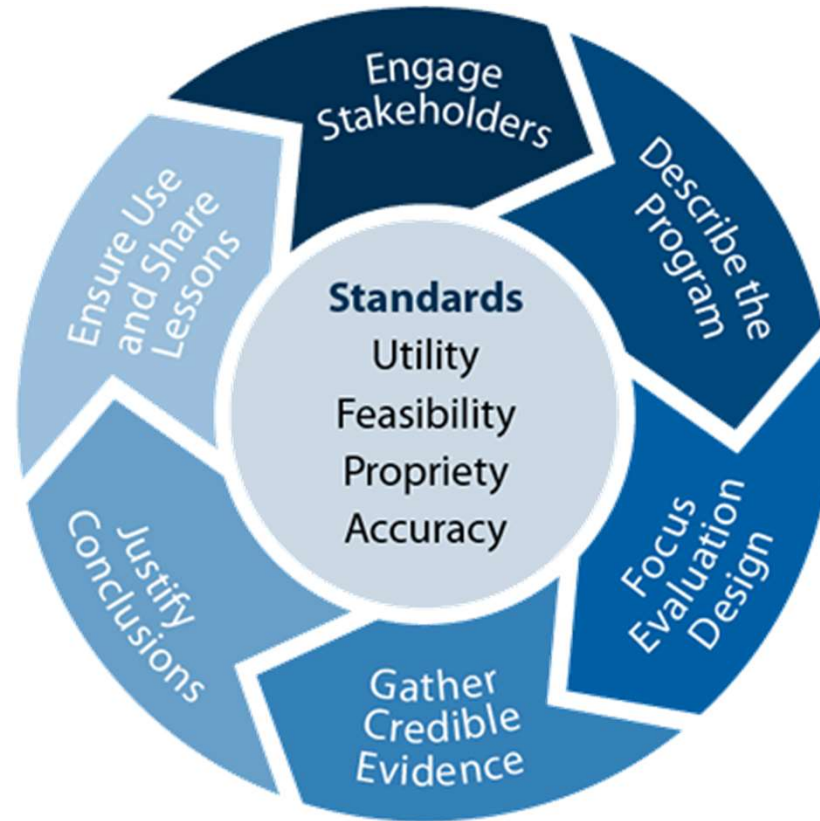 Engage
Stakeholders
Describe the
Program
Focus
Evaluation
Design
Gather
Credible
Evidence
Justify
Conclusions
Ensure Use
and Share
Lessons
Standards
Utility
Feasibility
Propriety
Accuracy